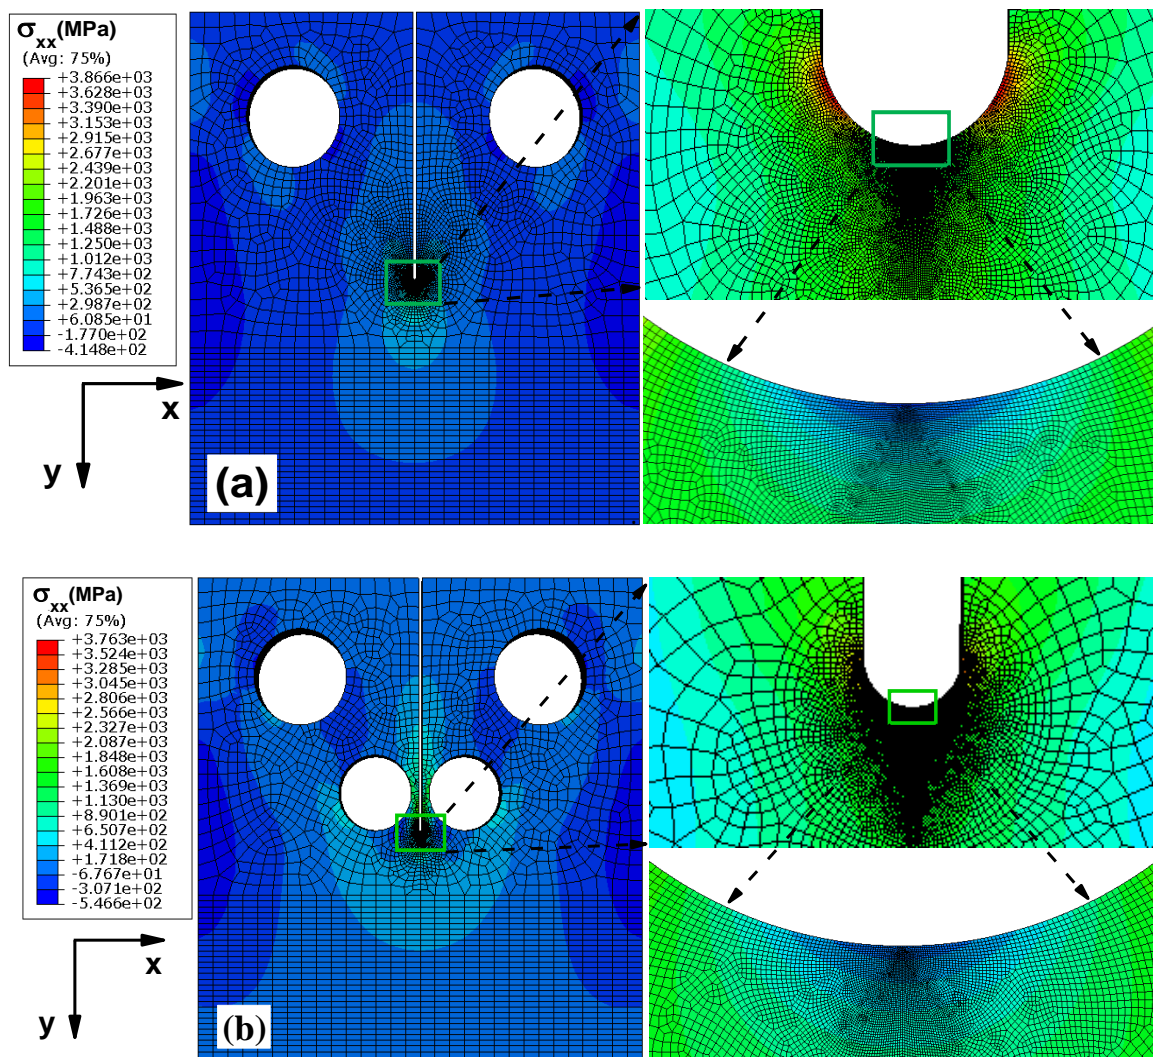 σxx(MPa)
(Avg: 75%)
+3.866e+03
+3.628e+03
+3.390e+03
+3.153e+03
+2.915e+03
+2.677e+03
+2.439e+03
+2.201e+03
+1.963e+03
+1.726e+03
+1.488e+03
+1.250e+03
+1.012e+03
+7.743e+02
+5.365e+02
+2.987e+02
+6.085e+01
-1.770e+02
-4.148e+02
x
y
(a)
σxx(MPa)
(Avg: 75%)
+3.763e+03
+3.524e+03
+3.285e+03
+3.045e+03
+2.806e+03
+2.566e+03
+2.327e+03
+2.087e+03
+1.848e+03
+1.608e+03
+1.369e+03
+1.130e+03
+8.901e+02
+6.507e+02
+4.112e+02
+1.718e+02
-6.767e+01
-3.071e+02
-5.466e+02
x
y
(b)